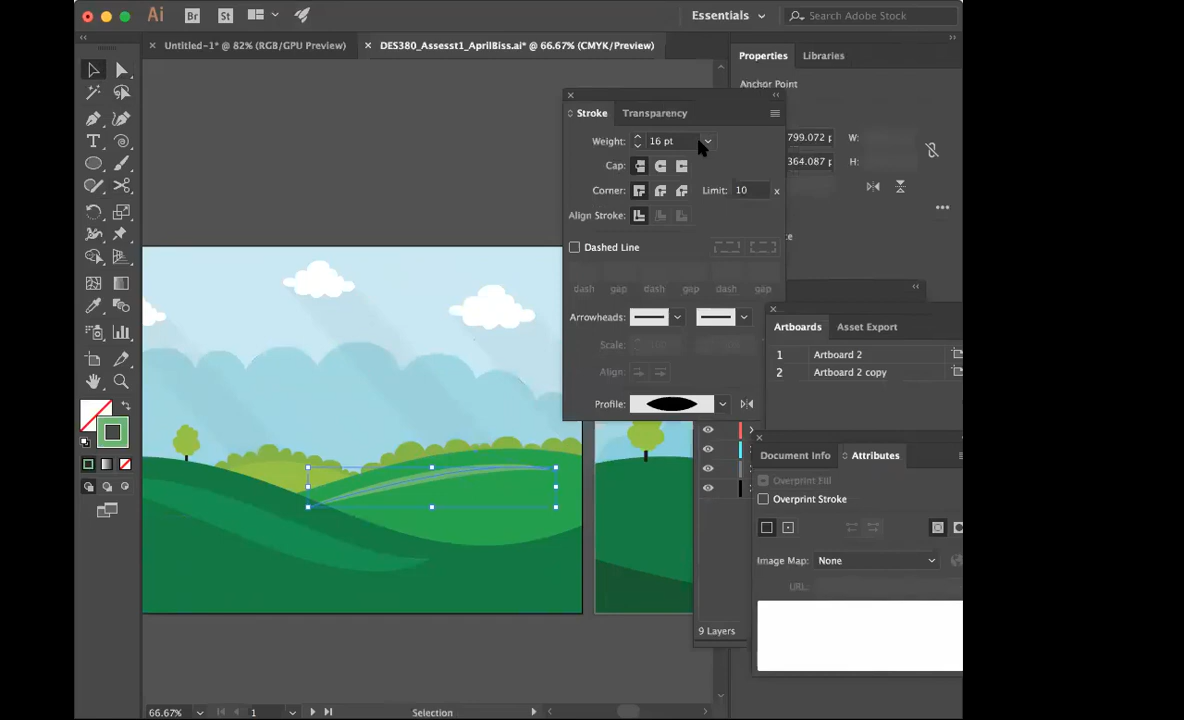 Ai Br St Essentials Search Adobe Stock
Untitled-1* @ 82% (RGB/GPU Preview) DES380_Assesst1_AprilBiss.ai* @ 66.67% (CMYK/Preview)
Properties Libraries
Anchor Point
799.072 p W:
364.087 p H:
Stroke Transparency
Weight: 16 pt
Cap:
Corner: Limit: 10 x
Align Stroke:
Dashed Line
dash gap dash gap dash gap
Arrowheads:
Scale:
Align:
Profile:
Artboards Asset Export
1 Artboard 2
2 Artboard 2 copy
Document Info Attributes
Overprint Fill
Overprint Stroke
Image Map: None
URL:
9 Layers
66.67% 1 Selection